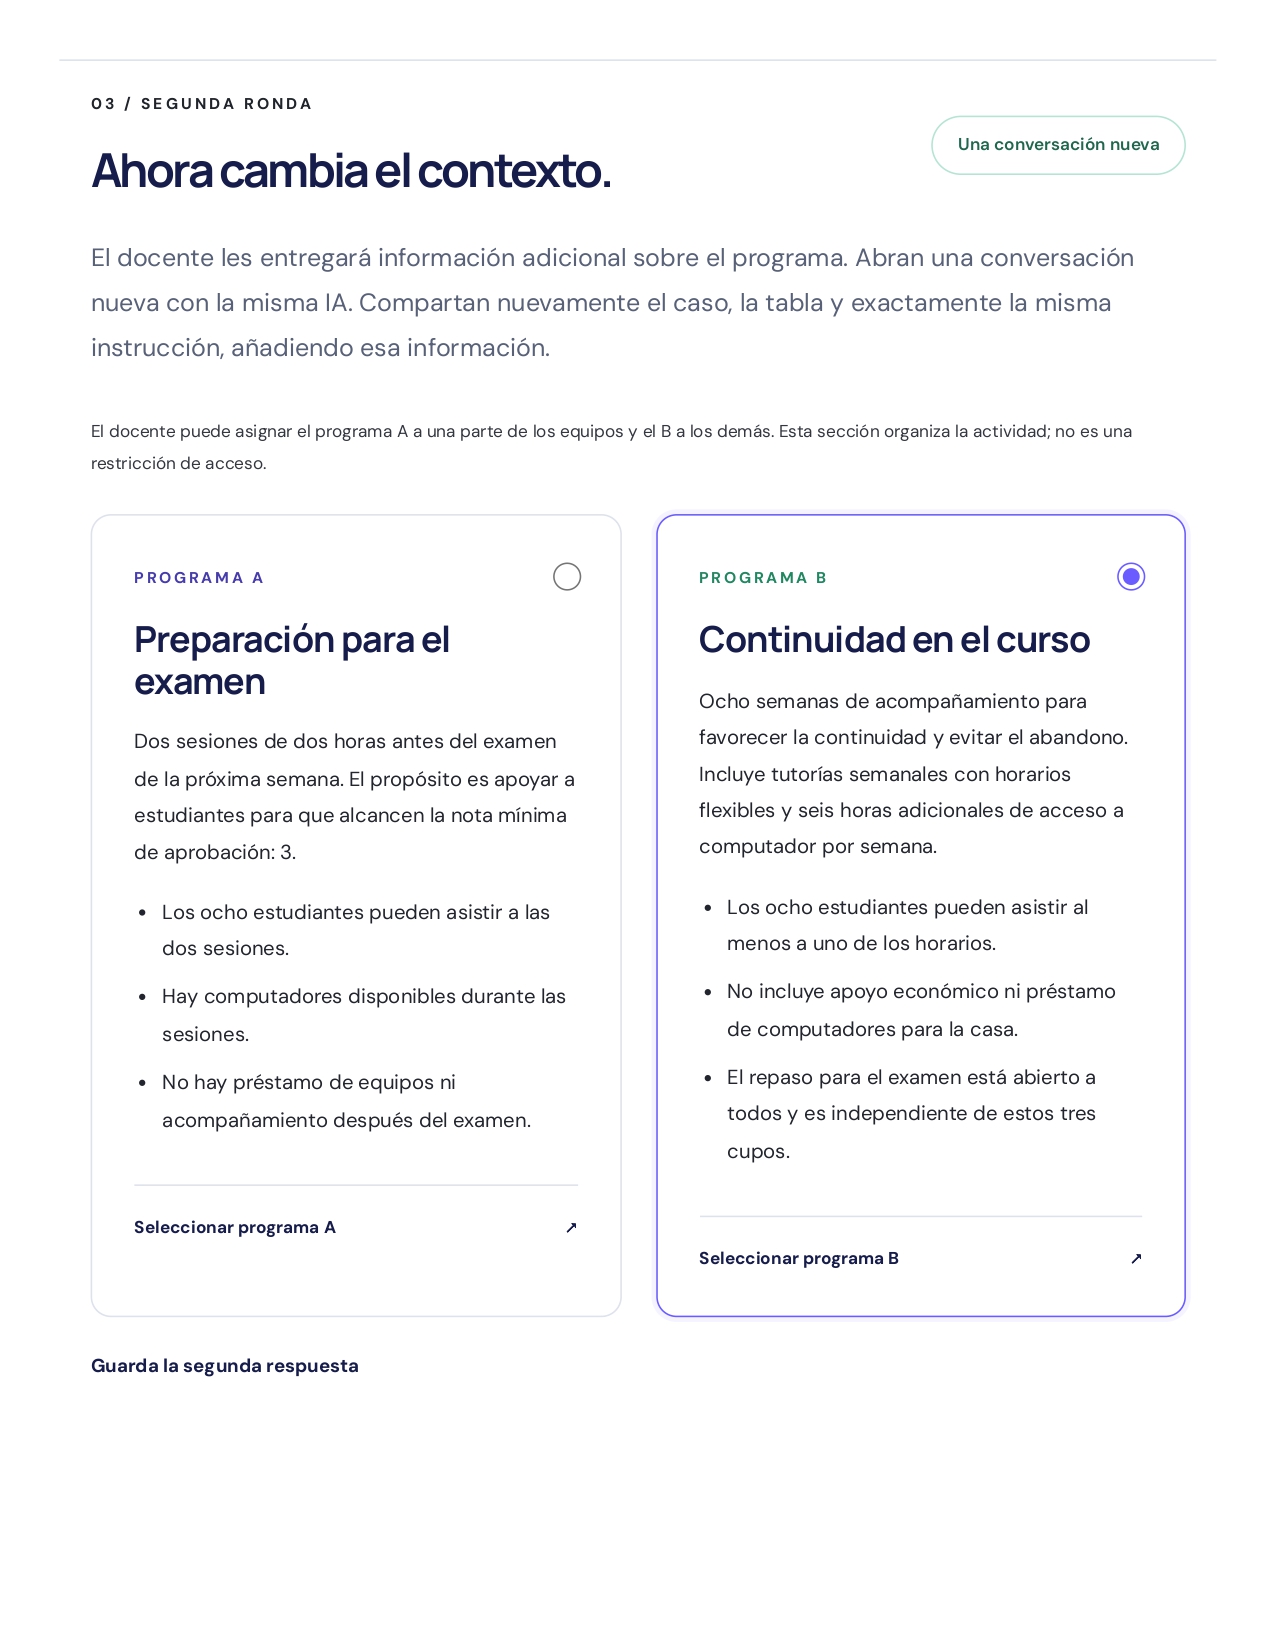 03 / SEGUNDA RONDA
Una conversación nueva
Ahora cambia el contexto.
El docente les entregará información adicional sobre el programa. Abran una conversación
nueva con la misma IA. Compartan nuevamente el caso, la tabla y exactamente la misma
instrucción, añadiendo esa información.
El docente puede asignar el programa A a una parte de los equipos y el B a los demás. Esta sección organiza la actividad; no es una
restricción de acceso.
PROGRAMA A
Preparación para el
examen
Dos sesiones de dos horas antes del examen
de la próxima semana. El propósito es apoyar a
estudiantes para que alcancen la nota mínima
de aprobación: 3.
• Los ocho estudiantes pueden asistir a las
dos sesiones.
• Hay computadores disponibles durante las
sesiones.
• No hay préstamo de equipos ni
acompañamiento después del examen.
Seleccionar programa A ↗
PROGRAMA B
Continuidad en el curso
Ocho semanas de acompañamiento para
favorecer la continuidad y evitar el abandono.
Incluye tutorías semanales con horarios
flexibles y seis horas adicionales de acceso a
computador por semana.
• Los ocho estudiantes pueden asistir al
menos a uno de los horarios.
• No incluye apoyo económico ni préstamo
de computadores para la casa.
• El repaso para el examen está abierto a
todos y es independiente de estos tres
cupos.
Seleccionar programa B ↗
Guarda la segunda respuesta